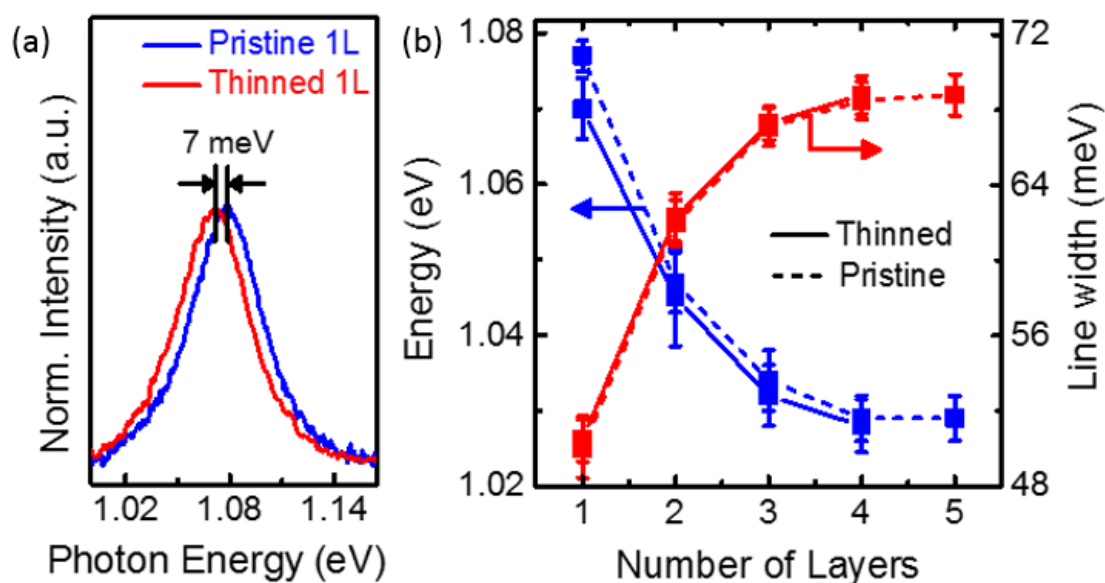 (a)
Pristine 1L
Thinned 1L
7 meV
Norm. Intensity (a.u.)
1.02 1.08 1.14
Photon Energy (eV)
(b)
1.08
1.06
1.04
1.02
Energy (eV)
Thinned
Pristine
72
64
56
48
Line width (meV)
1 2 3 4 5
Number of Layers